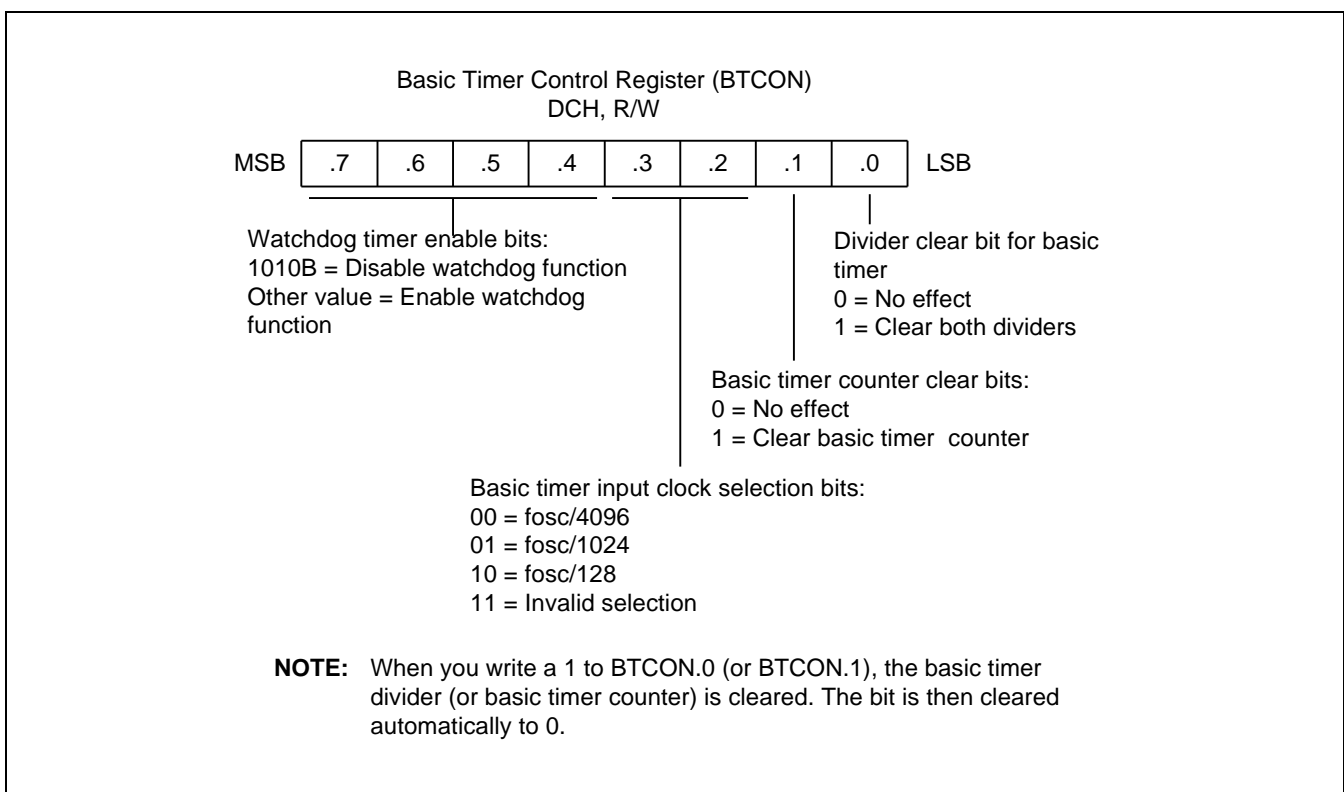 Basic Timer Control Register (BTCON)
DCH, R/W
MSB .7 .6 .5 .4 .3 .2 .1 .0 LSB
Watchdog timer enable bits:
1010B = Disable watchdog function
Other value = Enable watchdog
function
Divider clear bit for basic
timer
0 = No effect
1 = Clear both dividers
Basic timer counter clear bits:
0 = No effect
1 = Clear basic timer counter
Basic timer input clock selection bits:
00 = fosc/4096
01 = fosc/1024
10 = fosc/128
11 = Invalid selection
NOTE: When you write a 1 to BTCON.0 (or BTCON.1), the basic timer
divider (or basic timer counter) is cleared. The bit is then cleared
automatically to 0.